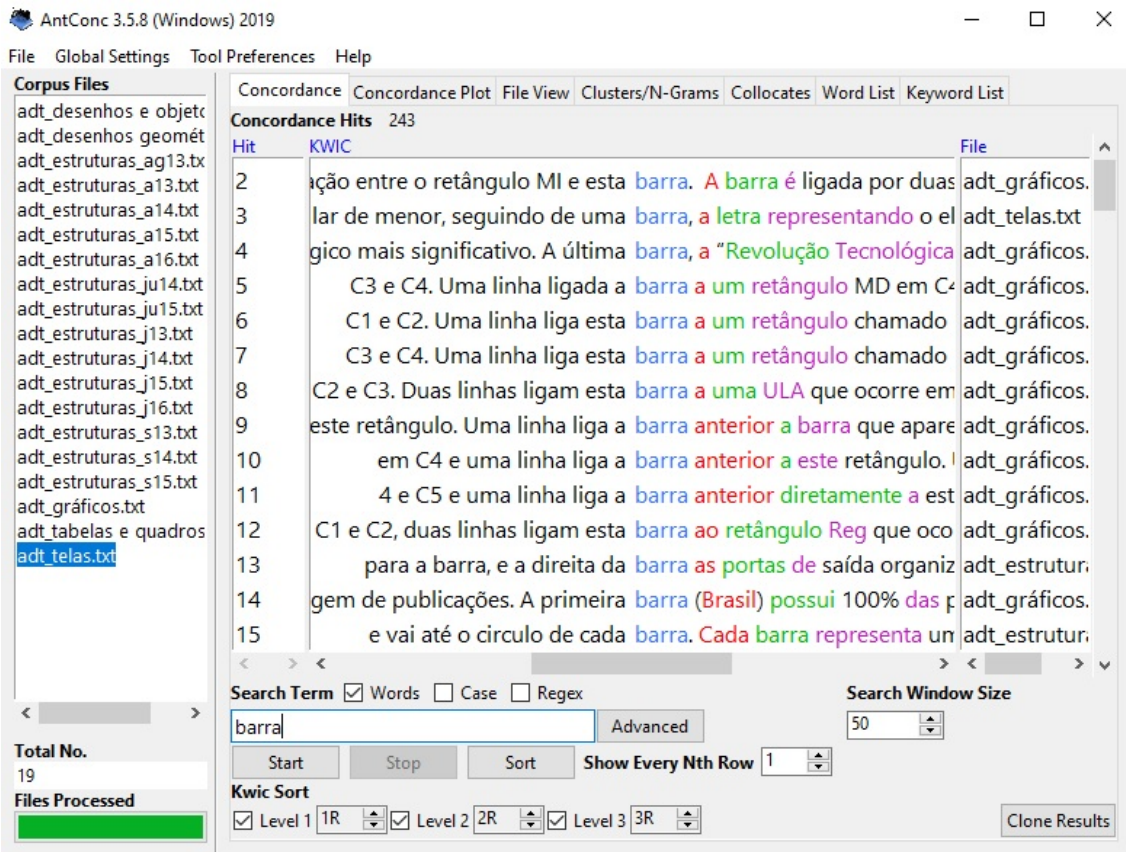 AntConc 3.5.8 (Windows) 2019
File Global Settings Tool Preferences Help
Corpus Files
adt_desenhos e objeto
adt_desenhos geomét
adt_estruturas_ag13.tx
adt_estruturas_a13.txt
adt_estruturas_a14.txt
adt_estruturas_a15.txt
adt_estruturas_a16.txt
adt_estruturas_ju14.txt
adt_estruturas_ju15.txt
adt_estruturas_j13.txt
adt_estruturas_j14.txt
adt_estruturas_j15.txt
adt_estruturas_j16.txt
adt_estruturas_s13.txt
adt_estruturas_s14.txt
adt_estruturas_s15.txt
adt_gráficos.txt
adt_tabelas e quadros
adt_telas.txt
Total No.
19
Files Processed
Concordance Concordance Plot File View Clusters/N-Grams Collocates Word List Keyword List
Concordance Hits 243
Hit KWIC File
2 ação entre o retângulo MI e esta barra. A barra é ligada por duas adt_gráficos.
3 lar de menor, seguindo de uma barra, a letra representando o el adt_telas.txt
4 gico mais significativo. A última barra, a “Revolução Tecnológica adt_gráficos.
5 C3 e C4. Uma linha ligada a barra a um retângulo MD em C4 adt_gráficos.
6 C1 e C2. Uma linha liga esta barra a um retângulo chamado adt_gráficos.
7 C3 e C4. Uma linha liga esta barra a um retângulo chamado adt_gráficos.
8 C2 e C3. Duas linhas ligam esta barra a uma ULA que ocorre em adt_gráficos.
9 este retângulo. Uma linha liga a barra anterior a barra que apare adt_gráficos.
10 em C4 e uma linha liga a barra anterior a este retângulo. adt_gráficos.
11 4 e C5 e uma linha liga a barra anterior diretamente a est adt_gráficos.
12 C1 e C2, duas linhas ligam esta barra ao retângulo Reg que oco adt_gráficos.
13 para a barra, e a direita da barra as portas de saída organiz adt_estrutura
14 gem de publicações. A primeira barra (Brasil) possui 100% das p adt_gráficos.
15 e vai até o circulo de cada barra. Cada barra representa um adt_estrutura
Search Term Words Case Regex Search Window Size
barra Advanced 50
Start Stop Sort Show Every Nth Row 1
Kwic Sort
Level 1 1R Level 2 2R Level 3 3R Clone Results